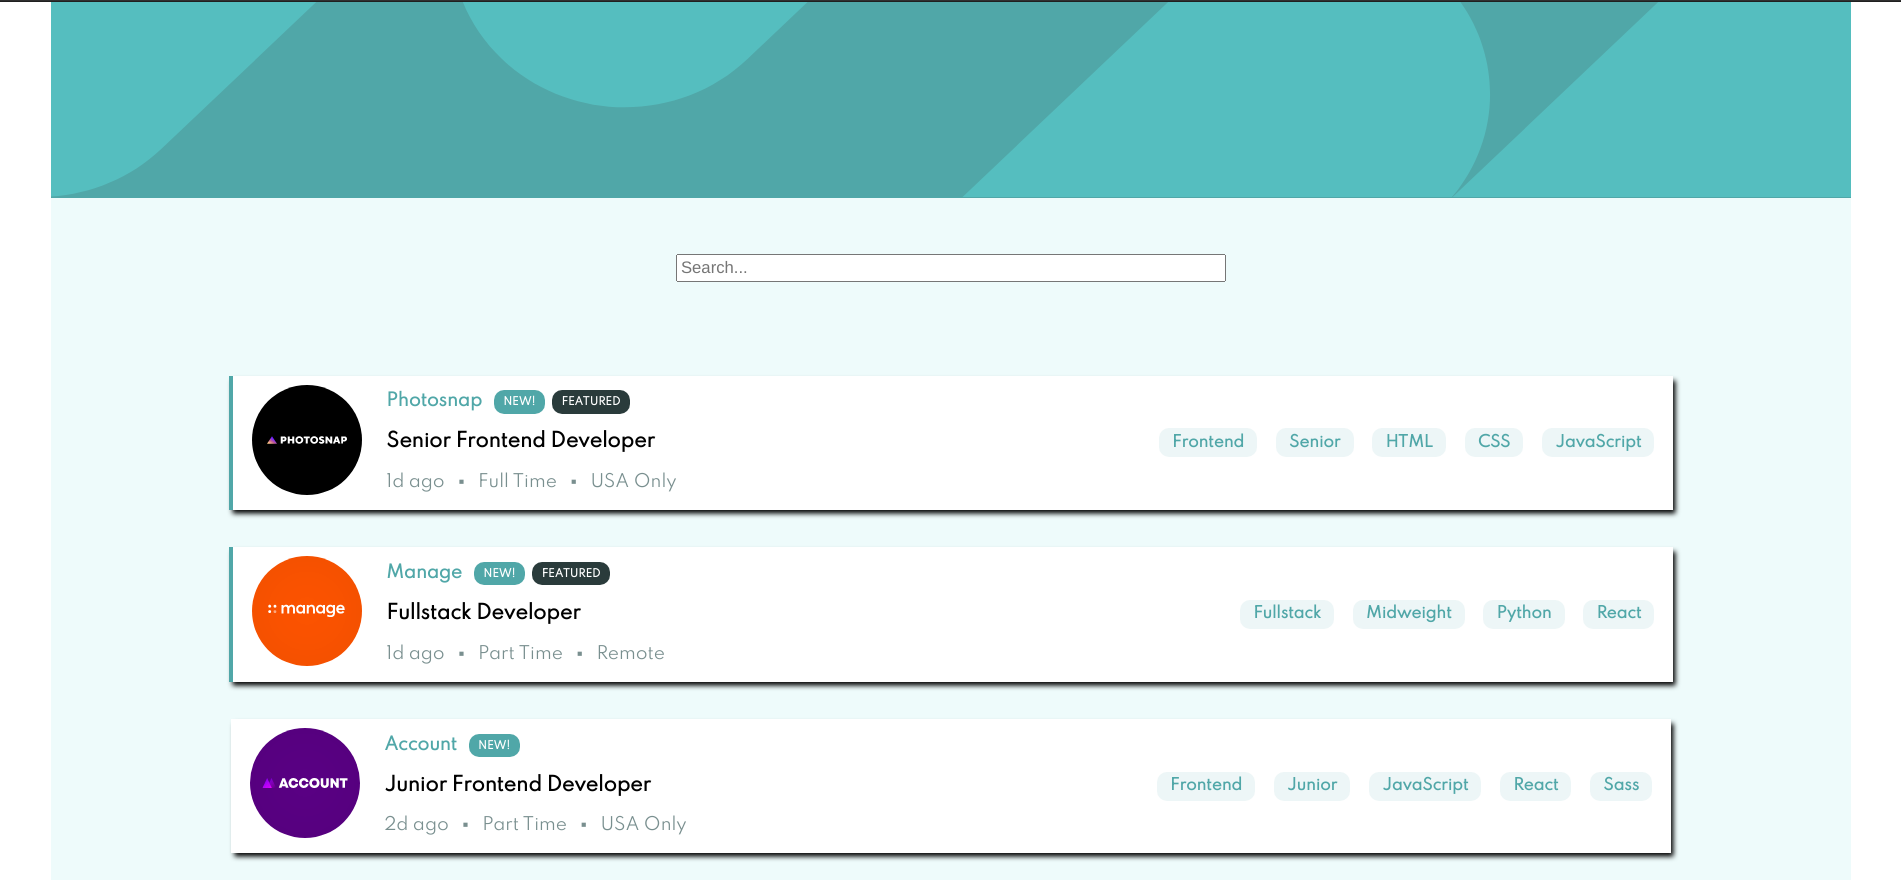 Search...
PHOTOSNAP
Photosnap NEW! FEATURED
Senior Frontend Developer
1d ago ▪ Full Time ▪ USA Only
Frontend Senior HTML CSS JavaScript
:: manage
Manage NEW! FEATURED
Fullstack Developer
1d ago ▪ Part Time ▪ Remote
Fullstack Midweight Python React
ACCOUNT
Account NEW!
Junior Frontend Developer
2d ago ▪ Part Time ▪ USA Only
Frontend Junior JavaScript React Sass